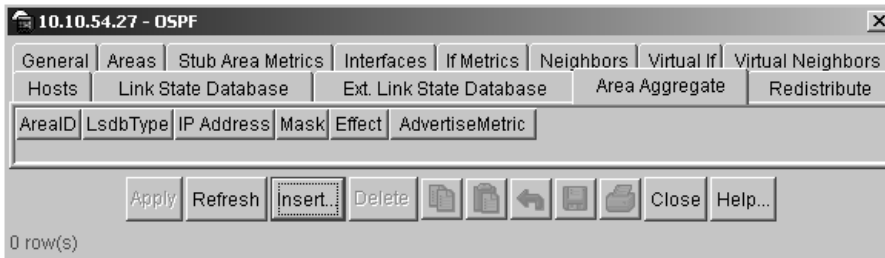 10.10.54.27 - OSPF
General Areas Stub Area Metrics Interfaces If Metrics Neighbors Virtual If Virtual Neighbors
Hosts Link State Database Ext. Link State Database Area Aggregate Redistribute
AreaID LsdbType IP Address Mask Effect AdvertiseMetric
Apply Refresh Insert... Delete Close Help...
0 row(s)